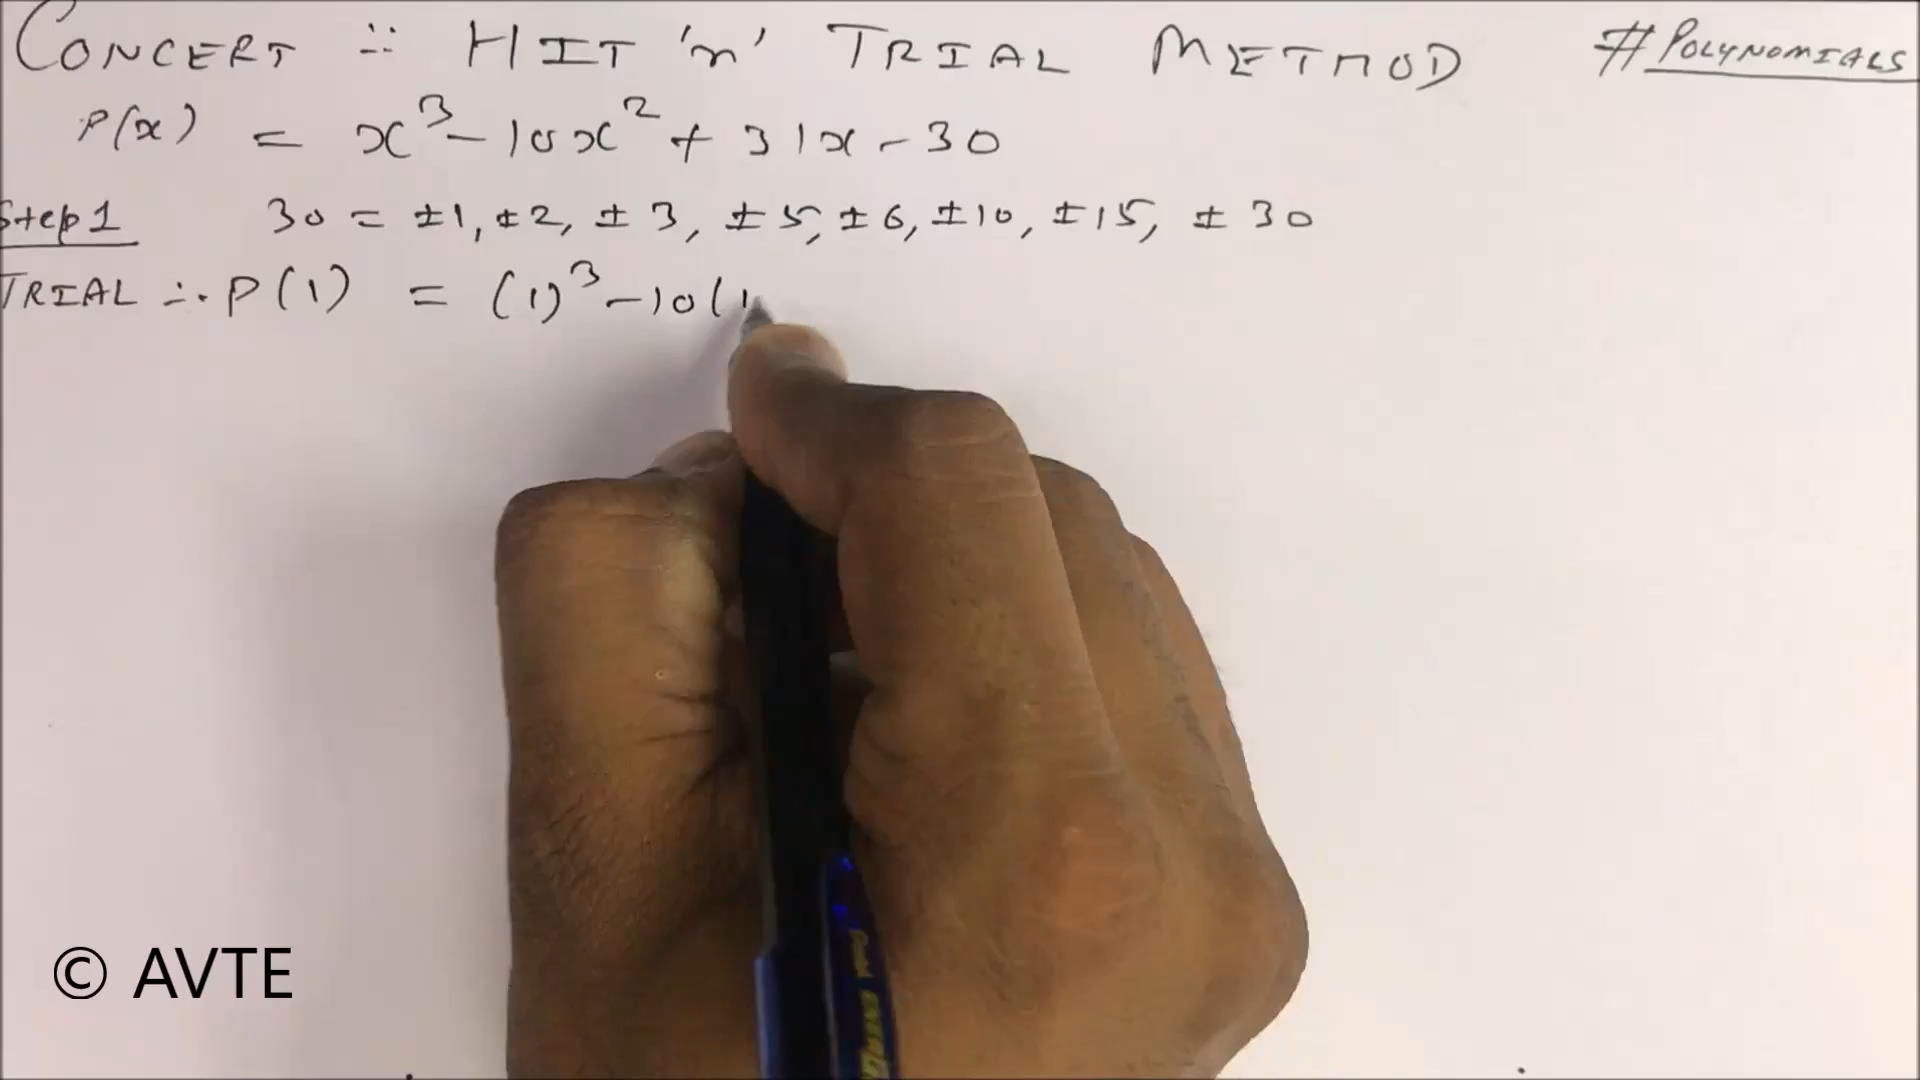 CONCERT ∴ HIT 'n' TRIAL METHOD #POLYNOMIALS
P(x) = x³ - 10x² + 31x - 30
Step 1 30 = ±1, ±2, ±3, ±5, ±6, ±10, ±15, ±30
TRIAL ∴ P(1) = (1)³ - 10(1
© AVTE